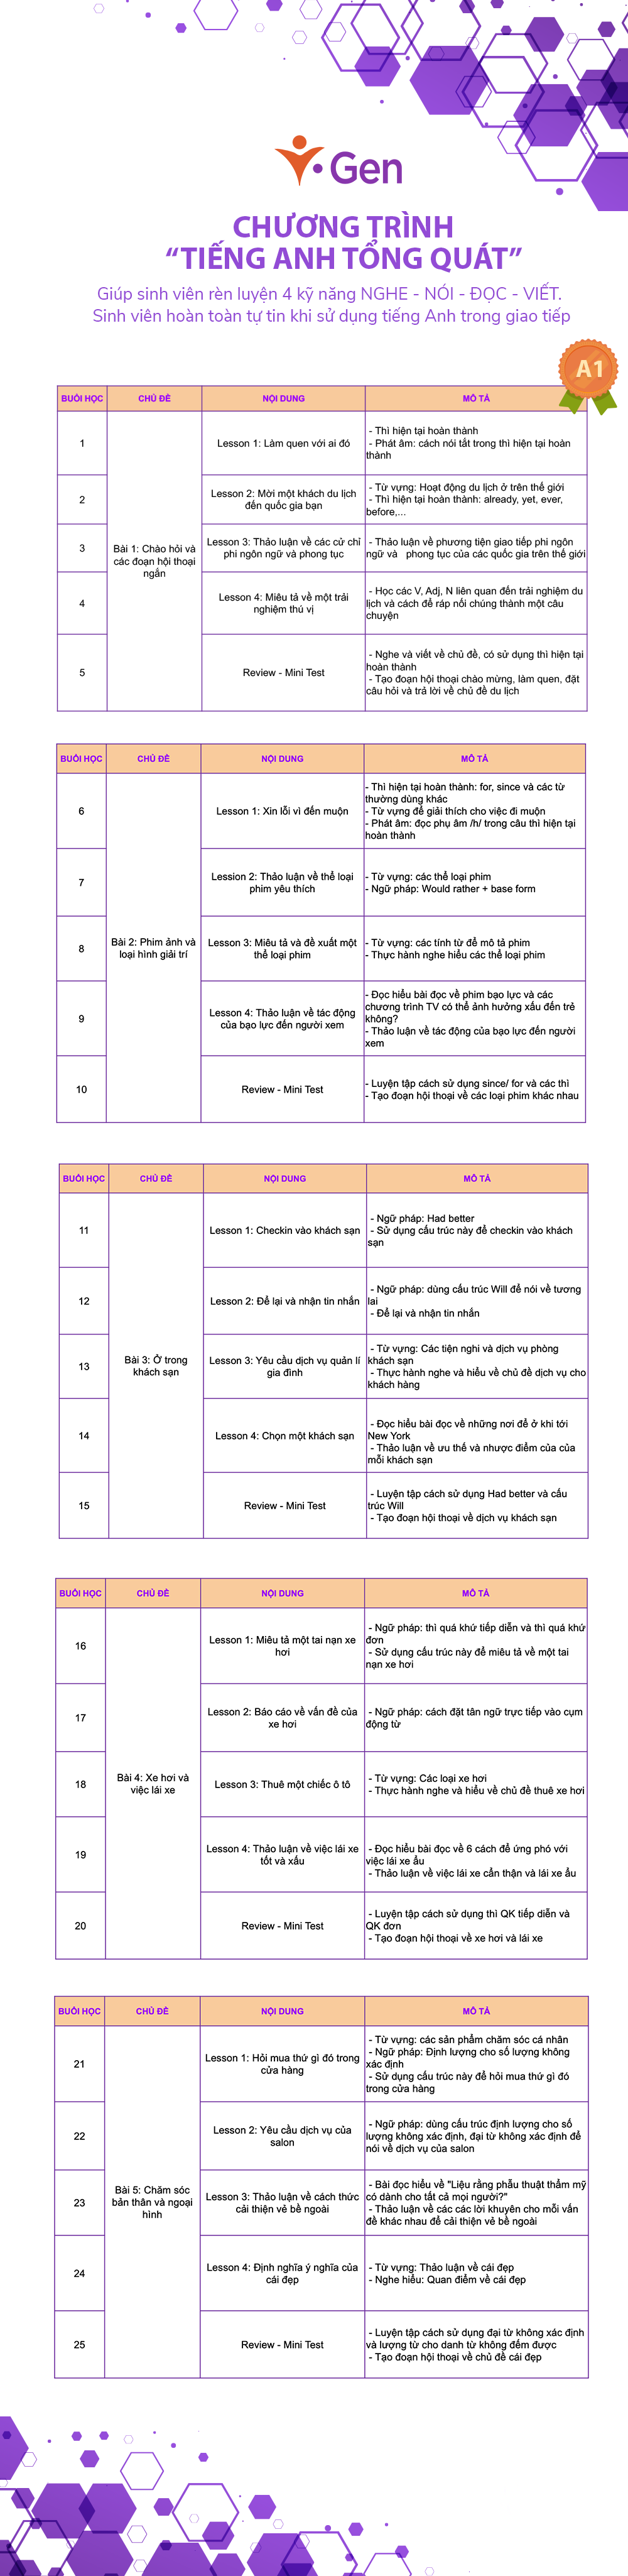 Gen
CHƯƠNG TRÌNH
“TIẾNG ANH TỔNG QUÁT”
Giúp sinh viên rèn luyện 4 kỹ năng NGHE - NÓI - ĐỌC - VIẾT.
Sinh viên hoàn toàn tự tin khi sử dụng tiếng Anh trong giao tiếp
A1
BUỔI HỌC CHỦ ĐỀ NỘI DUNG MÔ TẢ
1
Lesson 1: Làm quen với ai đó
- Thì hiện tại hoàn thành
- Phát âm: cách nói tắt trong thì hiện tại hoàn
thành
2
Lesson 2: Mời một khách du lịch
đến quốc gia bạn
- Từ vựng: Hoạt động du lịch ở trên thế giới
- Thì hiện tại hoàn thành: already, yet, ever,
before,...
3
Bài 1: Chào hỏi và
các đoạn hội thoại
ngắn
Lesson 3: Thảo luận về các cử chỉ
phi ngôn ngữ và phong tục
- Thảo luận về phương tiện giao tiếp phi ngôn
ngữ và phong tục của các quốc gia trên thế giới
4
Lesson 4: Miêu tả về một trải
nghiệm thú vị
- Học các V, Adj, N liên quan đến trải nghiệm du
lịch và cách để ráp nối chúng thành một câu
chuyện
5
Review - Mini Test
- Nghe và viết về chủ đề, có sử dụng thì hiện tại
hoàn thành
- Tạo đoạn hội thoại chào mừng, làm quen, đặt
câu hỏi và trả lời về chủ đề du lịch
BUỔI HỌC CHỦ ĐỀ NỘI DUNG MÔ TẢ
6
Lesson 1: Xin lỗi vì đến muộn
- Thì hiện tại hoàn thành: for, since và các từ
thường dùng khác
- Từ vựng để giải thích cho việc đi muộn
- Phát âm: đọc phụ âm /h/ trong câu thì hiện tại
hoàn thành
7
Lession 2: Thảo luận về thể loại
phim yêu thích
- Từ vựng: các thể loại phim
- Ngữ pháp: Would rather + base form
8
Bài 2: Phim ảnh và
loại hình giải trí
Lesson 3: Miêu tả và đề xuất một
thể loại phim
- Từ vựng: các tính từ để mô tả phim
- Thực hành nghe hiểu các thể loại phim
9
Lesson 4: Thảo luận về tác động
của bạo lực đến người xem
- Đọc hiểu bài đọc về phim bạo lực và các
chương trình TV có thể ảnh hưởng xấu đến trẻ
không?
- Thảo luận về tác động của bạo lực đến người
xem
10
Review - Mini Test
- Luyện tập cách sử dụng since/ for và các thì
- Tạo đoạn hội thoại về các loại phim khác nhau
BUỔI HỌC CHỦ ĐỀ NỘI DUNG MÔ TẢ
11
Lesson 1: Checkin vào khách sạn
- Ngữ pháp: Had better
- Sử dụng cấu trúc này để checkin vào khách
sạn
12
Lesson 2: Để lại và nhận tin nhắn
- Ngữ pháp: dùng cấu trúc Will để nói về tương
lai
- Để lại và nhận tin nhắn
13
Bài 3: Ở trong
khách sạn
Lesson 3: Yêu cầu dịch vụ quản lí
gia đình
- Từ vựng: Các tiện nghi và dịch vụ phòng
khách sạn
- Thực hành nghe và hiểu về chủ đề dịch vụ cho
khách hàng
14
Lesson 4: Chọn một khách sạn
- Đọc hiểu bài đọc về những nơi để ở khi tới
New York
- Thảo luận về ưu thế và nhược điểm của của
mỗi khách sạn
15
Review - Mini Test
- Luyện tập cách sử dụng Had better và cấu
trúc Will
- Tạo đoạn hội thoại về dịch vụ khách sạn
BUỔI HỌC CHỦ ĐỀ NỘI DUNG MÔ TẢ
16
Lesson 1: Miêu tả một tai nạn xe
hơi
- Ngữ pháp: thì quá khứ tiếp diễn và thì quá khứ
đơn
- Sử dụng cấu trúc này để miêu tả về một tai
nạn xe hơi
17
Lesson 2: Báo cáo về vấn đề của
xe hơi
- Ngữ pháp: cách đặt tân ngữ trực tiếp vào cụm
động từ
18
Bài 4: Xe hơi và
việc lái xe
Lesson 3: Thuê một chiếc ô tô
- Từ vựng: Các loại xe hơi
- Thực hành nghe và hiểu về chủ đề thuê xe hơi
19
Lesson 4: Thảo luận về việc lái xe
tốt và xấu
- Đọc hiểu bài đọc về 6 cách để ứng phó với
việc lái xe ẩu
- Thảo luận về việc lái xe cẩn thận và lái xe ẩu
20
Review - Mini Test
- Luyện tập cách sử dụng thì QK tiếp diễn và
QK đơn
- Tạo đoạn hội thoại về xe hơi và lái xe
BUỔI HỌC CHỦ ĐỀ NỘI DUNG MÔ TẢ
21
Lesson 1: Hỏi mua thứ gì đó trong
cửa hàng
- Từ vựng: các sản phẩm chăm sóc cá nhân
- Ngữ pháp: Định lượng cho số lượng không
xác định
- Sử dụng cấu trúc này để hỏi mua thứ gì đó
trong cửa hàng
22
Lesson 2: Yêu cầu dịch vụ của
salon
- Ngữ pháp: dùng cấu trúc định lượng cho số
lượng không xác định, đại từ không xác định để
nói về dịch vụ của salon
23
Bài 5: Chăm sóc
bản thân và ngoại
hình
Lesson 3: Thảo luận về cách thức
cải thiện vẻ bề ngoài
- Bài đọc hiểu về "Liệu rằng phẫu thuật thẩm mỹ
có dành cho tất cả mọi người?"
- Thảo luận về các các lời khuyên cho mỗi vấn
đề khác nhau để cải thiện vẻ bề ngoài
24
Lesson 4: Định nghĩa ý nghĩa của
cái đẹp
- Từ vựng: Thảo luận về cái đẹp
- Nghe hiểu: Quan điểm về cái đẹp
25
Review - Mini Test
- Luyện tập cách sử dụng đại từ không xác định
và lượng từ cho danh từ không đếm được
- Tạo đoạn hội thoại về chủ đề cái đẹp